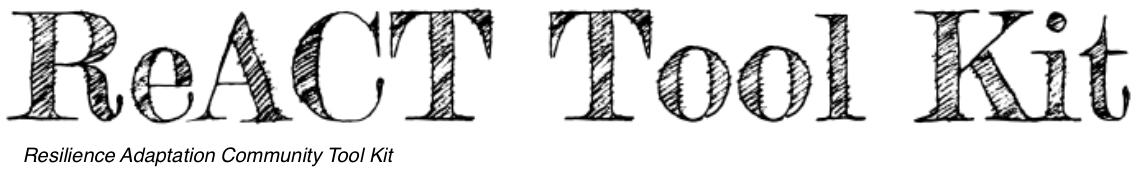 ReACT Tool Kit
Resilience Adaptation Community Tool Kit